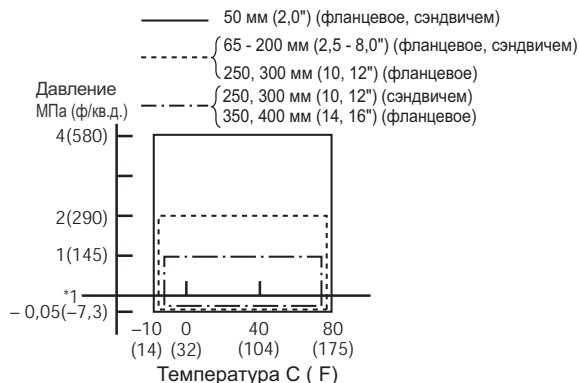 50 мм (2,0") (фланцевое, сэндвичем)
65 - 200 мм (2,5 - 8,0") (фланцевое, сэндвичем)
250, 300 мм (10, 12") (фланцевое)
250, 300 мм (10, 12") (сэндвичем)
350, 400 мм (14, 16") (фланцевое)
Давление
МПа (ф/кв.д.)
4(580)
2(290)
1(145)
*1
– 0,05(–7,3)
–10 0 40 80
(14) (32) (104) (175)
Температура C ( F)